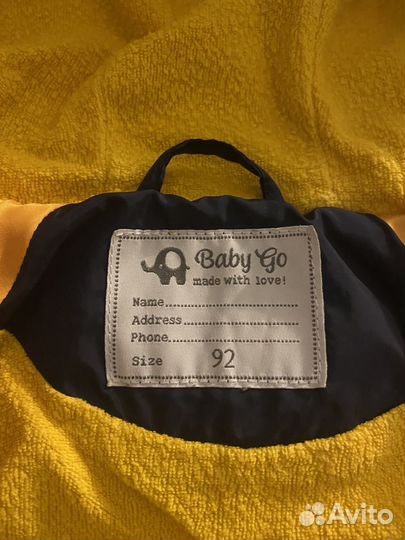 Baby Go
made with love!
Name
Address
Phone
Size 92
Avito